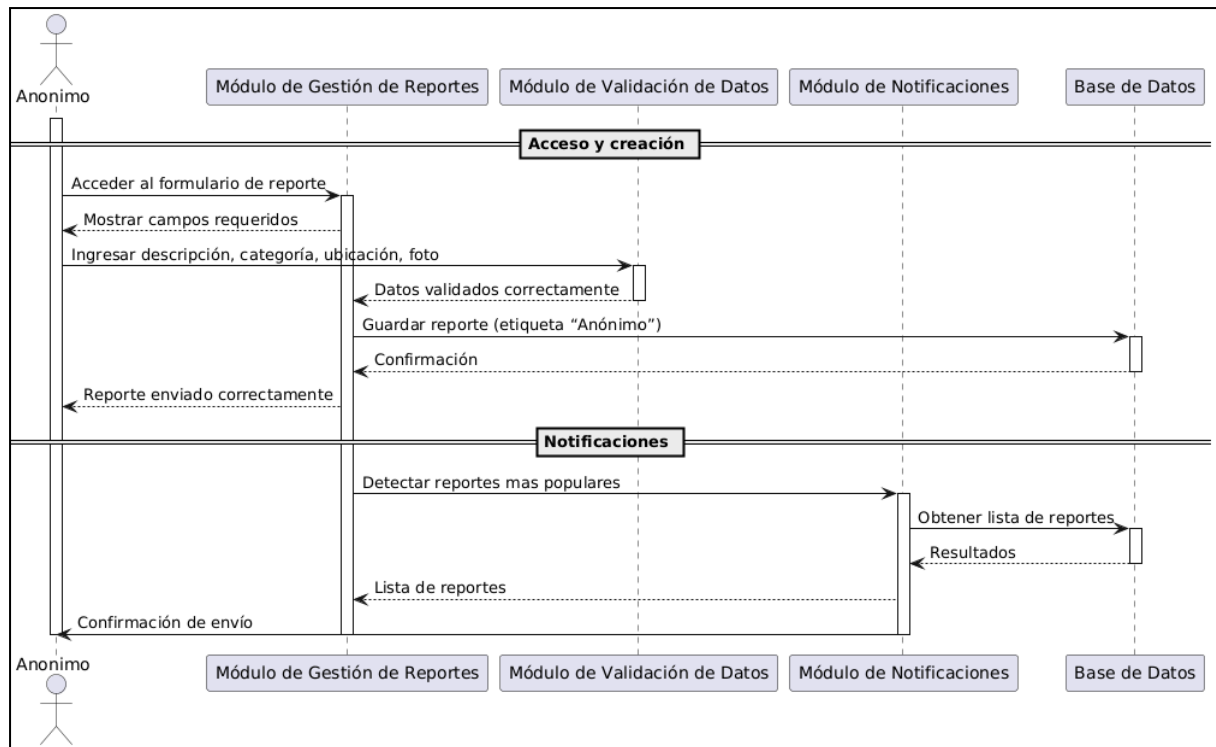 Anonimo
Módulo de Gestión de Reportes
Módulo de Validación de Datos
Módulo de Notificaciones
Base de Datos
Acceso y creación
Acceder al formulario de reporte
Mostrar campos requeridos
Ingresar descripción, categoría, ubicación, foto
Datos validados correctamente
Guardar reporte (etiqueta “Anónimo”)
Confirmación
Reporte enviado correctamente
Notificaciones
Detectar reportes mas populares
Obtener lista de reportes
Resultados
Lista de reportes
Confirmación de envío
Anonimo
Módulo de Gestión de Reportes
Módulo de Validación de Datos
Módulo de Notificaciones
Base de Datos